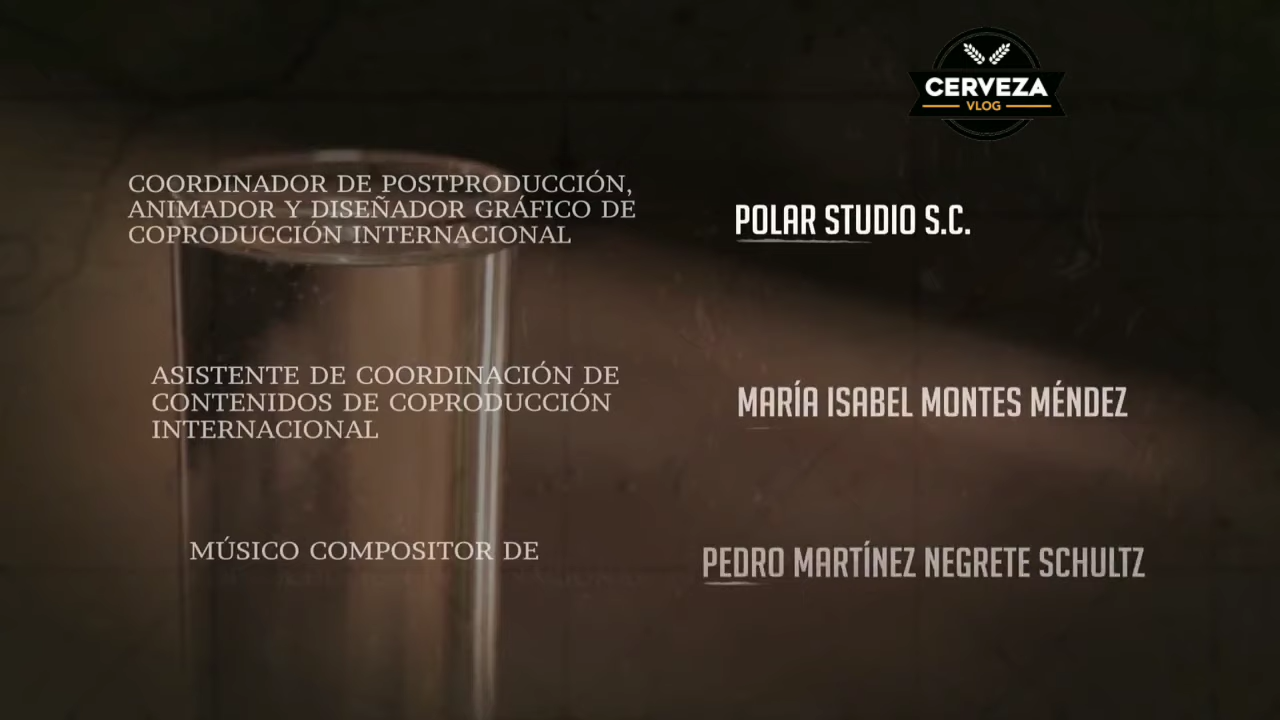 CERVEZA
VLOG
COORDINADOR DE POSTPRODUCCIÓN,
ANIMADOR Y DISEÑADOR GRÁFICO DE
COPRODUCCIÓN INTERNACIONAL
POLAR STUDIO S.C.
ASISTENTE DE COORDINACIÓN DE
CONTENIDOS DE COPRODUCCIÓN
INTERNACIONAL
MARÍA ISABEL MONTES MÉNDEZ
MÚSICO COMPOSITOR DE
PEDRO MARTÍNEZ NEGRETE SCHULTZ